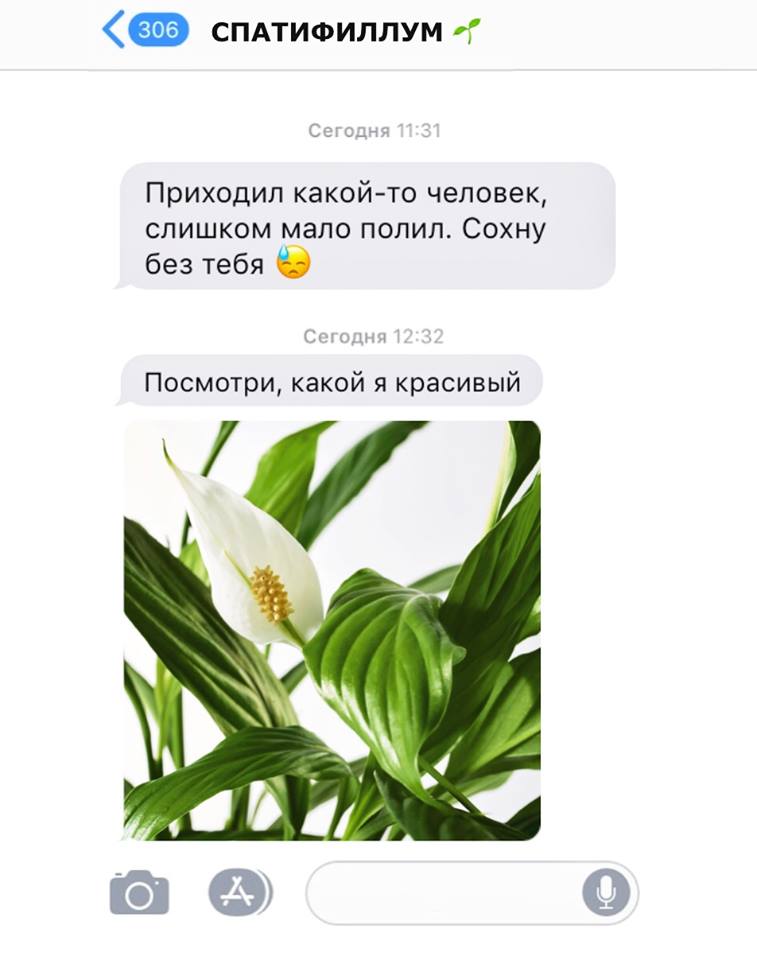 306
СПАТИФИЛЛУМ 🌱
Сегодня 11:31
Приходил какой-то человек,
слишком мало полил. Сохну
без тебя 😓
Сегодня 12:32
Посмотри, какой я красивый